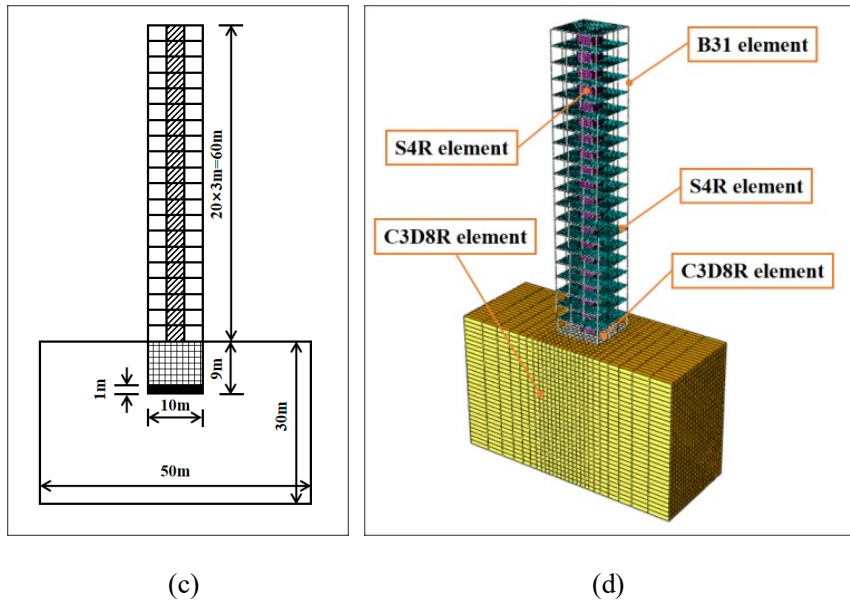 20×3m=60m
1m
9m
10m
30m
50m
(c)
B31 element
S4R element
S4R element
C3D8R element
C3D8R element
(d)